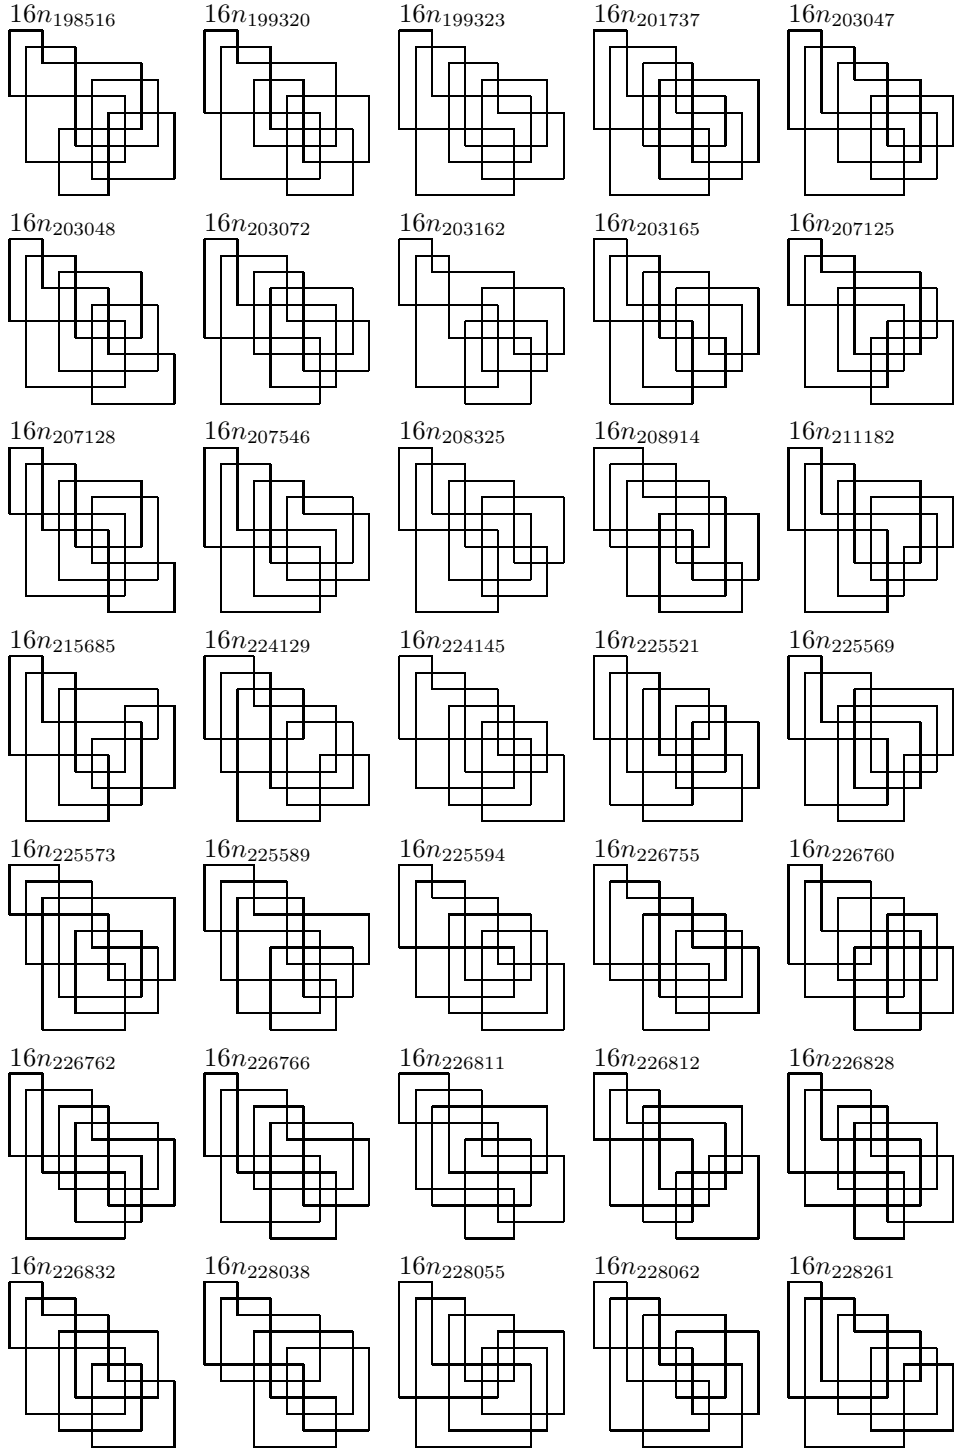 16n₁₉₈₅₁₆ 16n₁₉₉₃₂₀ 16n₁₉₉₃₂₃ 16n₂₀₁₇₃₇ 16n₂₀₃₀₄₇
16n₂₀₃₀₄₈ 16n₂₀₃₀₇₂ 16n₂₀₃₁₆₂ 16n₂₀₃₁₆₅ 16n₂₀₇₁₂₅
16n₂₀₇₁₂₈ 16n₂₀₇₅₄₆ 16n₂₀₈₃₂₅ 16n₂₀₈₉₁₄ 16n₂₁₁₁₈₂
16n₂₁₅₆₈₅ 16n₂₂₄₁₂₉ 16n₂₂₄₁₄₅ 16n₂₂₅₅₂₁ 16n₂₂₅₅₆₉
16n₂₂₅₅₇₃ 16n₂₂₅₅₈₉ 16n₂₂₅₅₉₄ 16n₂₂₆₇₅₅ 16n₂₂₆₇₆₀
16n₂₂₆₇₆₂ 16n₂₂₆₇₆₆ 16n₂₂₆₈₁₁ 16n₂₂₆₈₁₂ 16n₂₂₆₈₂₈
16n₂₂₆₈₃₂ 16n₂₂₈₀₃₈ 16n₂₂₈₀₅₅ 16n₂₂₈₀₆₂ 16n₂₂₈₂₆₁